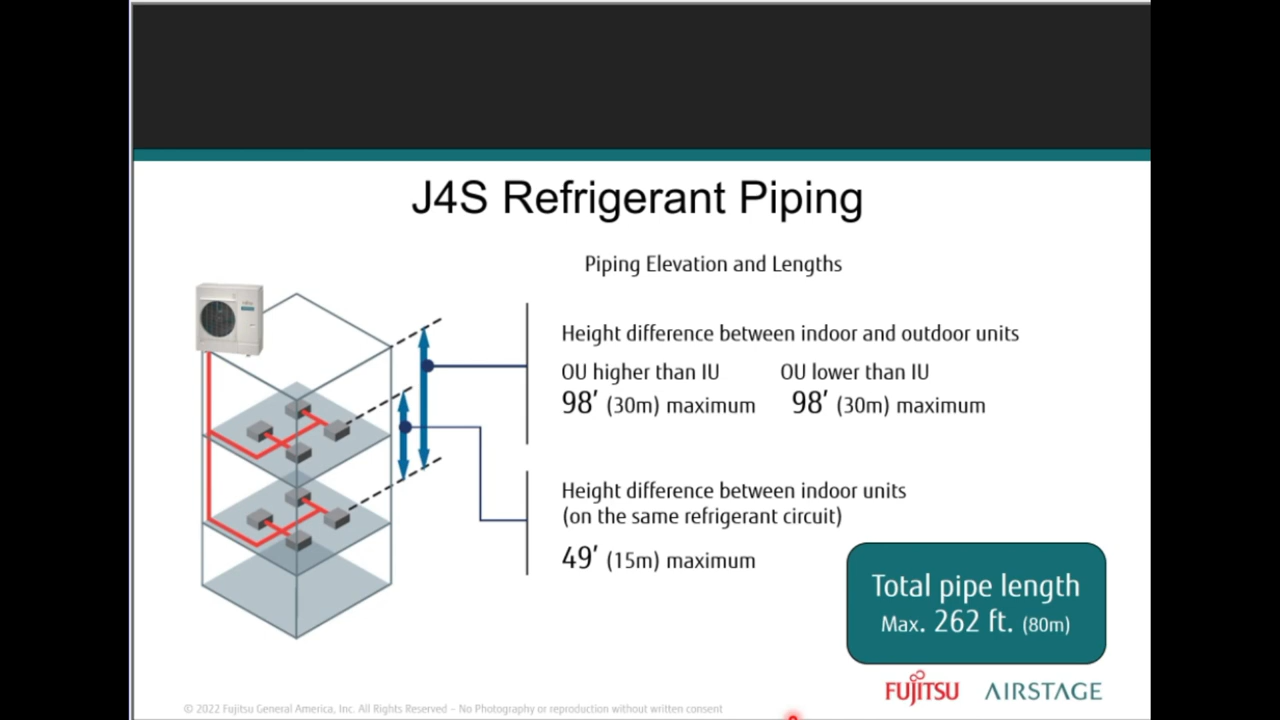 J4S Refrigerant Piping
Piping Elevation and Lengths
Height difference between indoor and outdoor units
OU higher than IU OU lower than IU
98′ (30m) maximum 98′ (30m) maximum
Height difference between indoor units
(on the same refrigerant circuit)
49′ (15m) maximum
Total pipe length
Max. 262 ft. (80m)
FUJITSU AIRSTAGE
© 2022 Fujitsu General America, Inc. All Rights Reserved – No Photography or reproduction without written consent